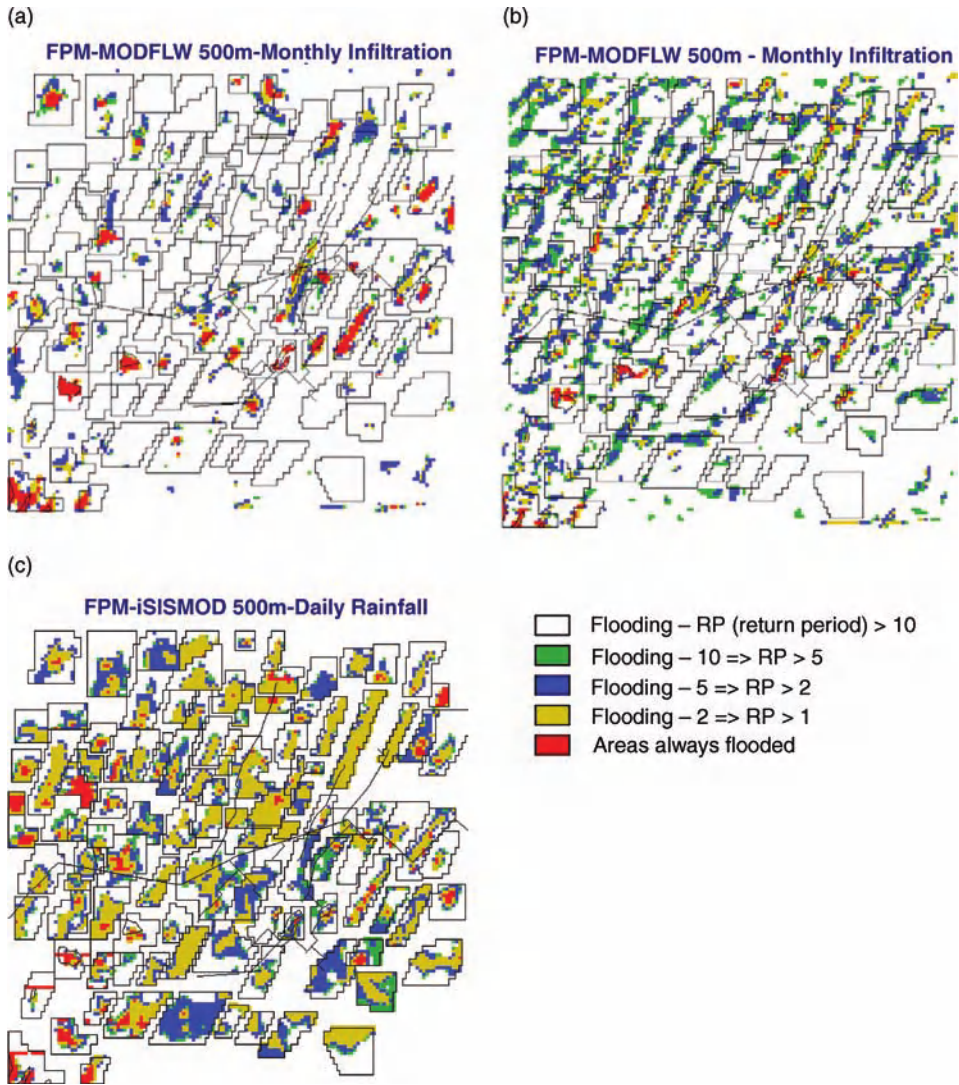 (a)
FPM-MODFLW 500m-Monthly Infiltration
(b)
FPM-MODFLW 500m - Monthly Infiltration
(c)
FPM-iSISMOD 500m-Daily Rainfall
Flooding – RP (return period) > 10
Flooding – 10 => RP > 5
Flooding – 5 => RP > 2
Flooding – 2 => RP > 1
Areas always flooded